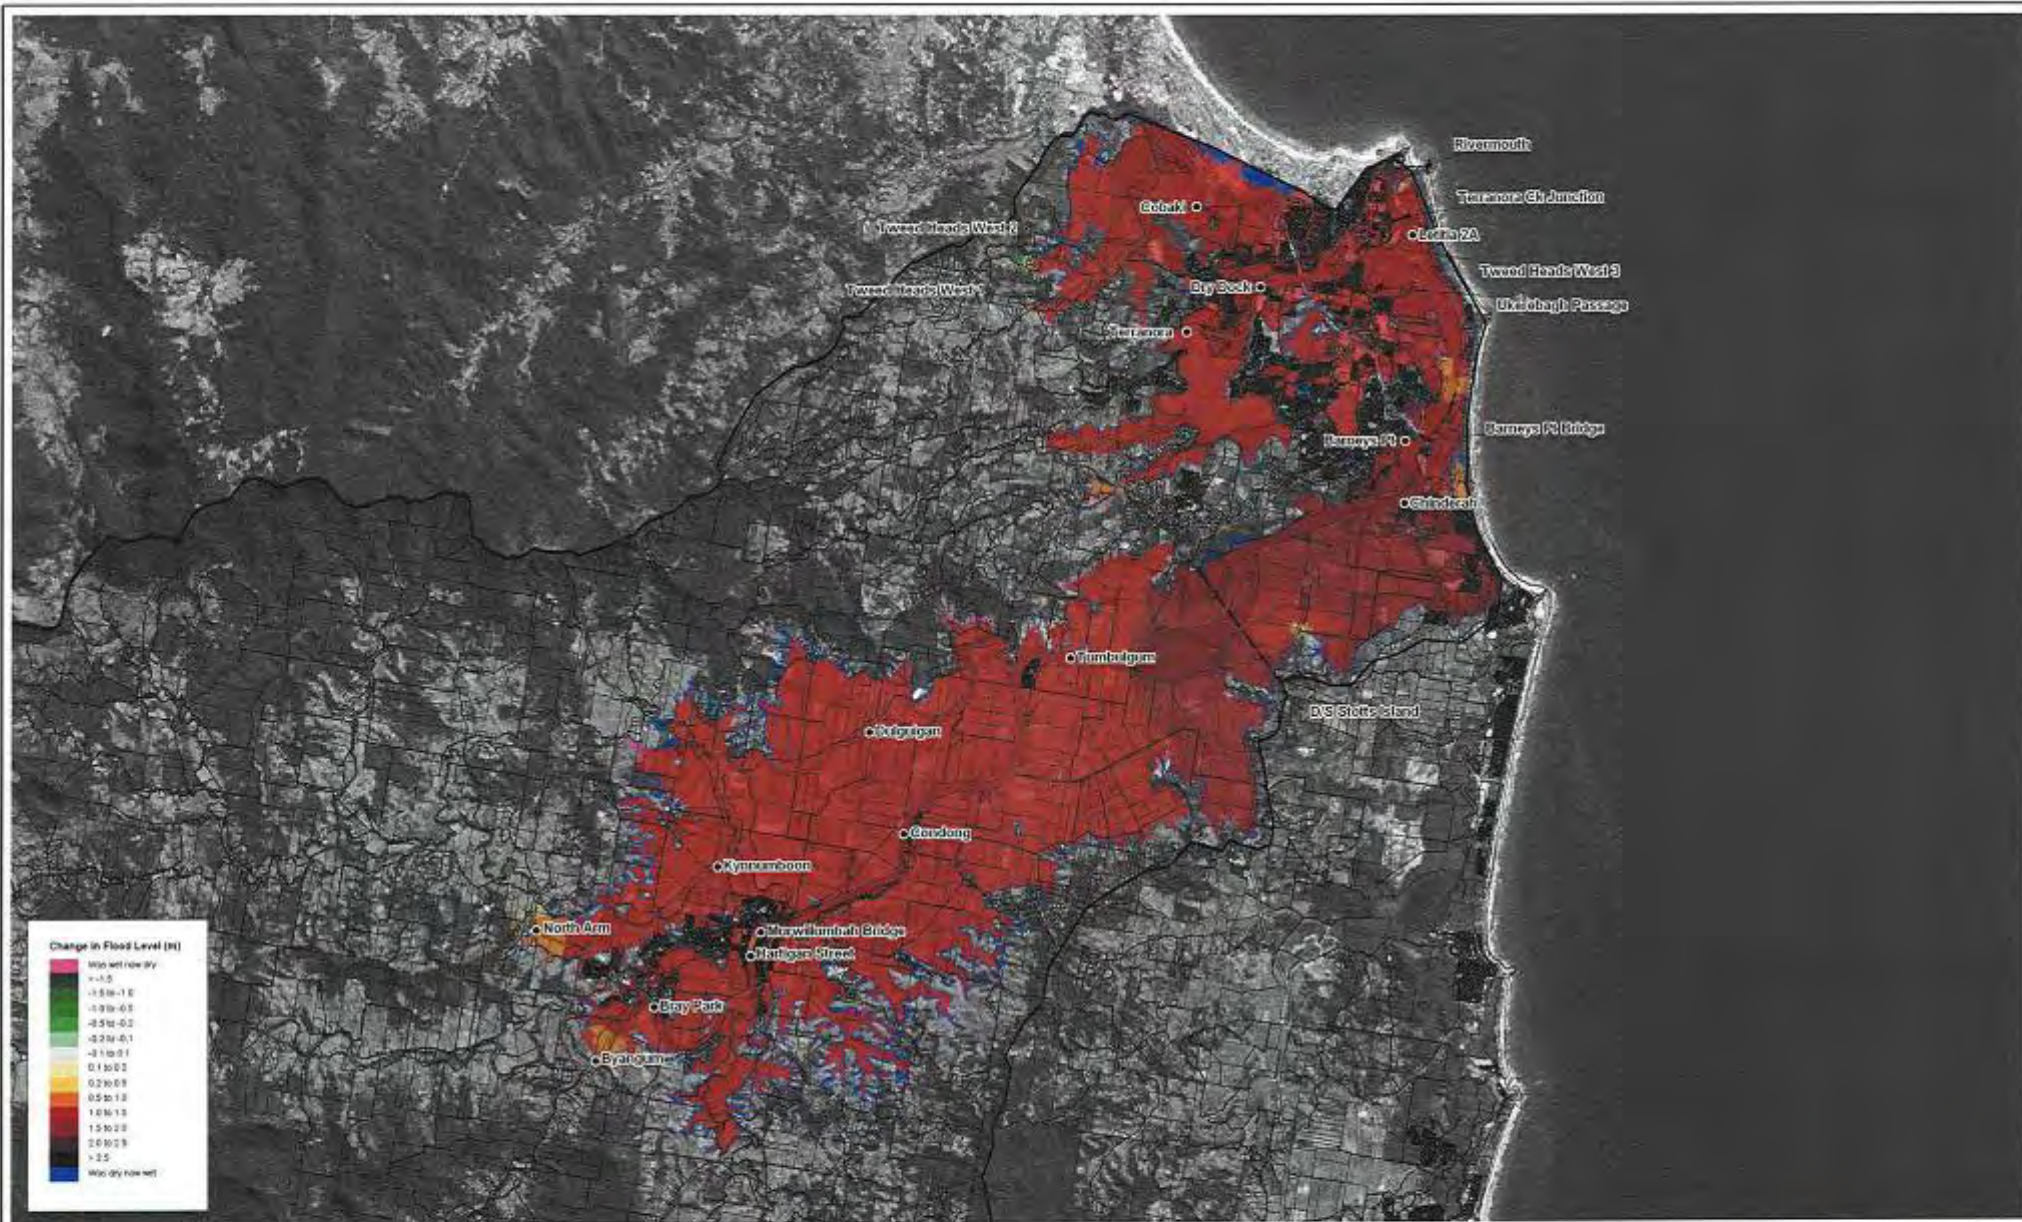 Rivermouth
Terranora Ck Junction
Cobaki
Tweed Heads West 2
Letitia 2A
Tweed Heads West 3
Tweed Heads West 1
Dry Dock
Ukerebagh Passage
Terranora
Barneys Pt Bridge
Barneys Pt
Chinderah
Tumbulgum
D/S Stotts Island
Dulguigan
Condong
Kynnumboon
North Arm
Murwillumbah Bridge
Hartigan Street
Bray Park
Byangum
Change in Flood Level (m)
Was wet now dry
< -1.5
-1.5 to -1.0
-1.0 to -0.5
-0.5 to -0.2
-0.2 to -0.1
-0.1 to 0.1
0.1 to 0.2
0.2 to 0.5
0.5 to 1.0
1.0 to 1.5
1.5 to 2.0
2.0 to 2.5
> 2.5
Was dry now wet